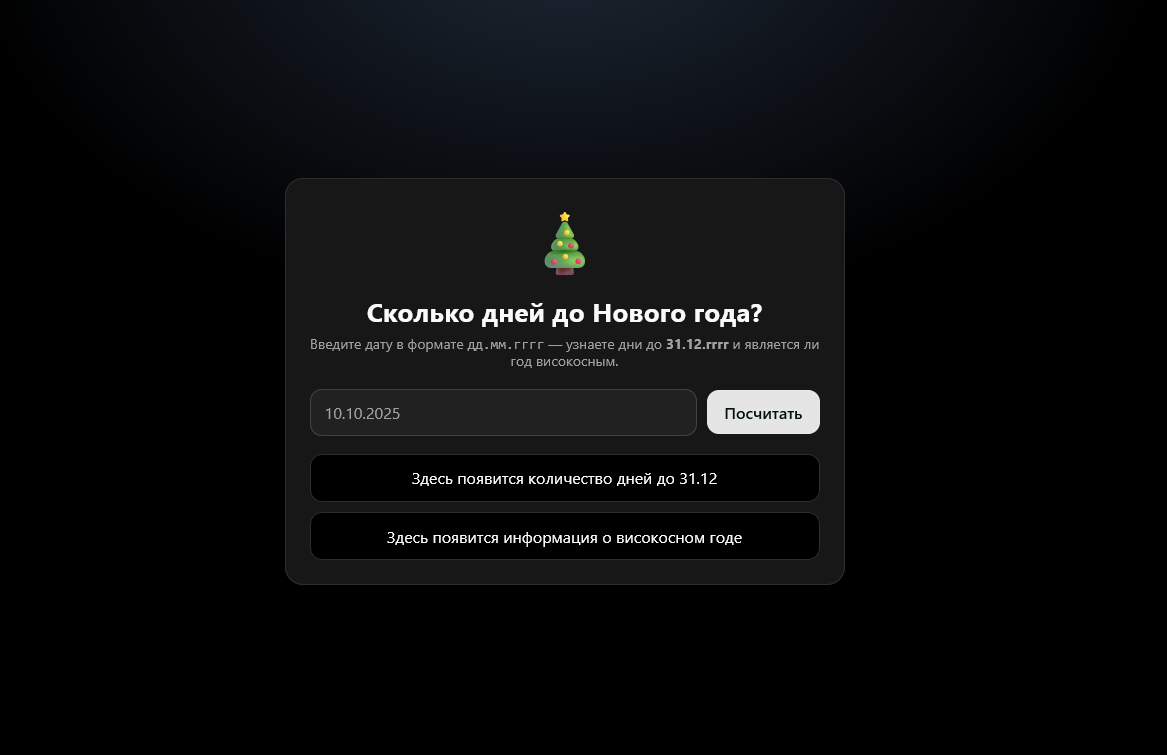 Сколько дней до Нового года?
Введите дату в формате дд.мм.гггг — узнаете дни до 31.12.гггг и является ли
год високосным.
10.10.2025
Посчитать
Здесь появится количество дней до 31.12
Здесь появится информация о високосном годе